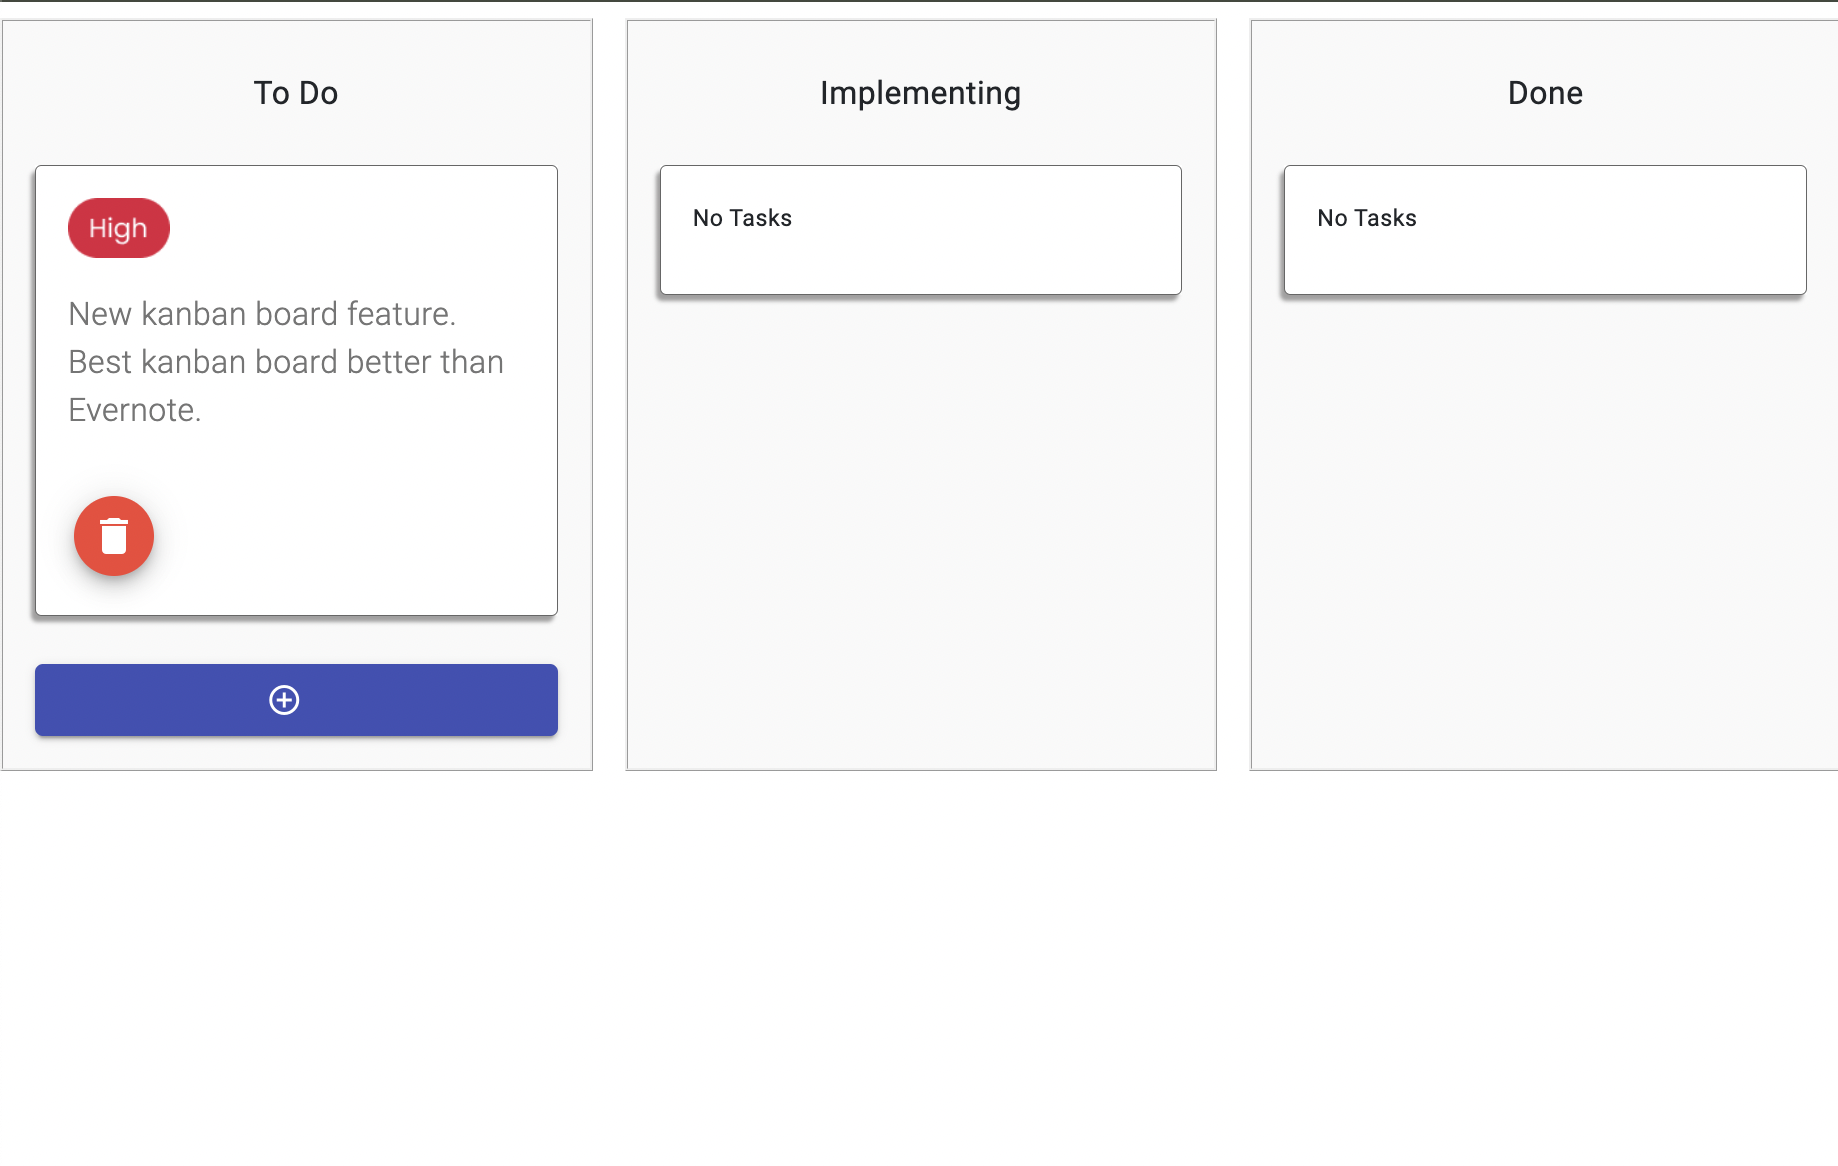 To Do
High
New kanban board feature.
Best kanban board better than
Evernote.
Implementing
No Tasks
Done
No Tasks